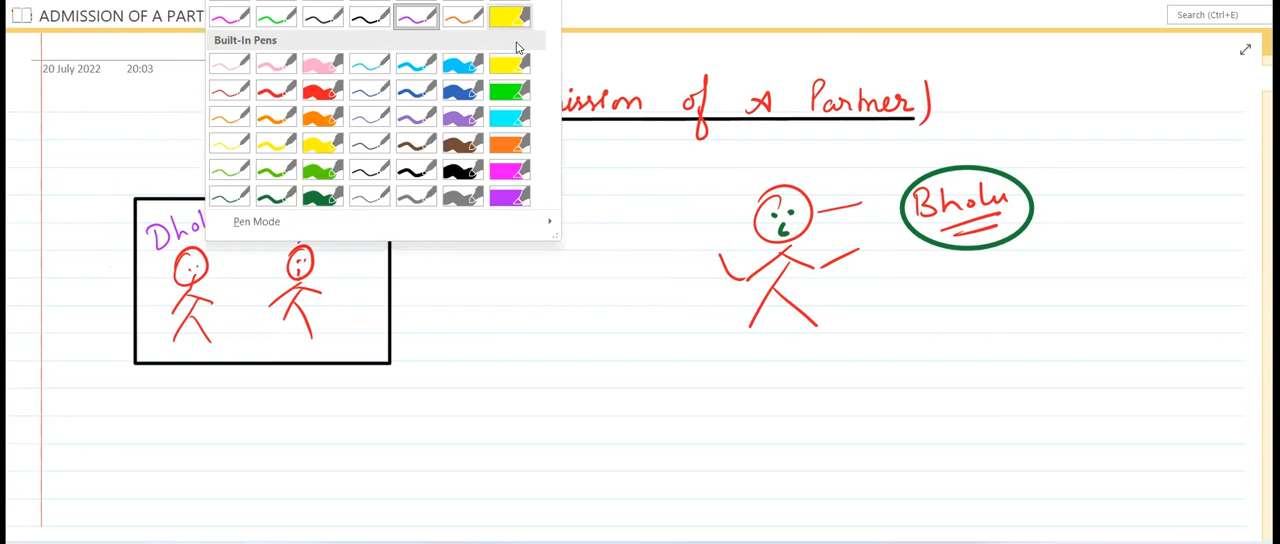 ADMISSION OF A PART
Search (Ctrl+E)
Built-In Pens
20 July 2022 20:03
ission of A Partner)
Bholu
Dhol
Pen Mode